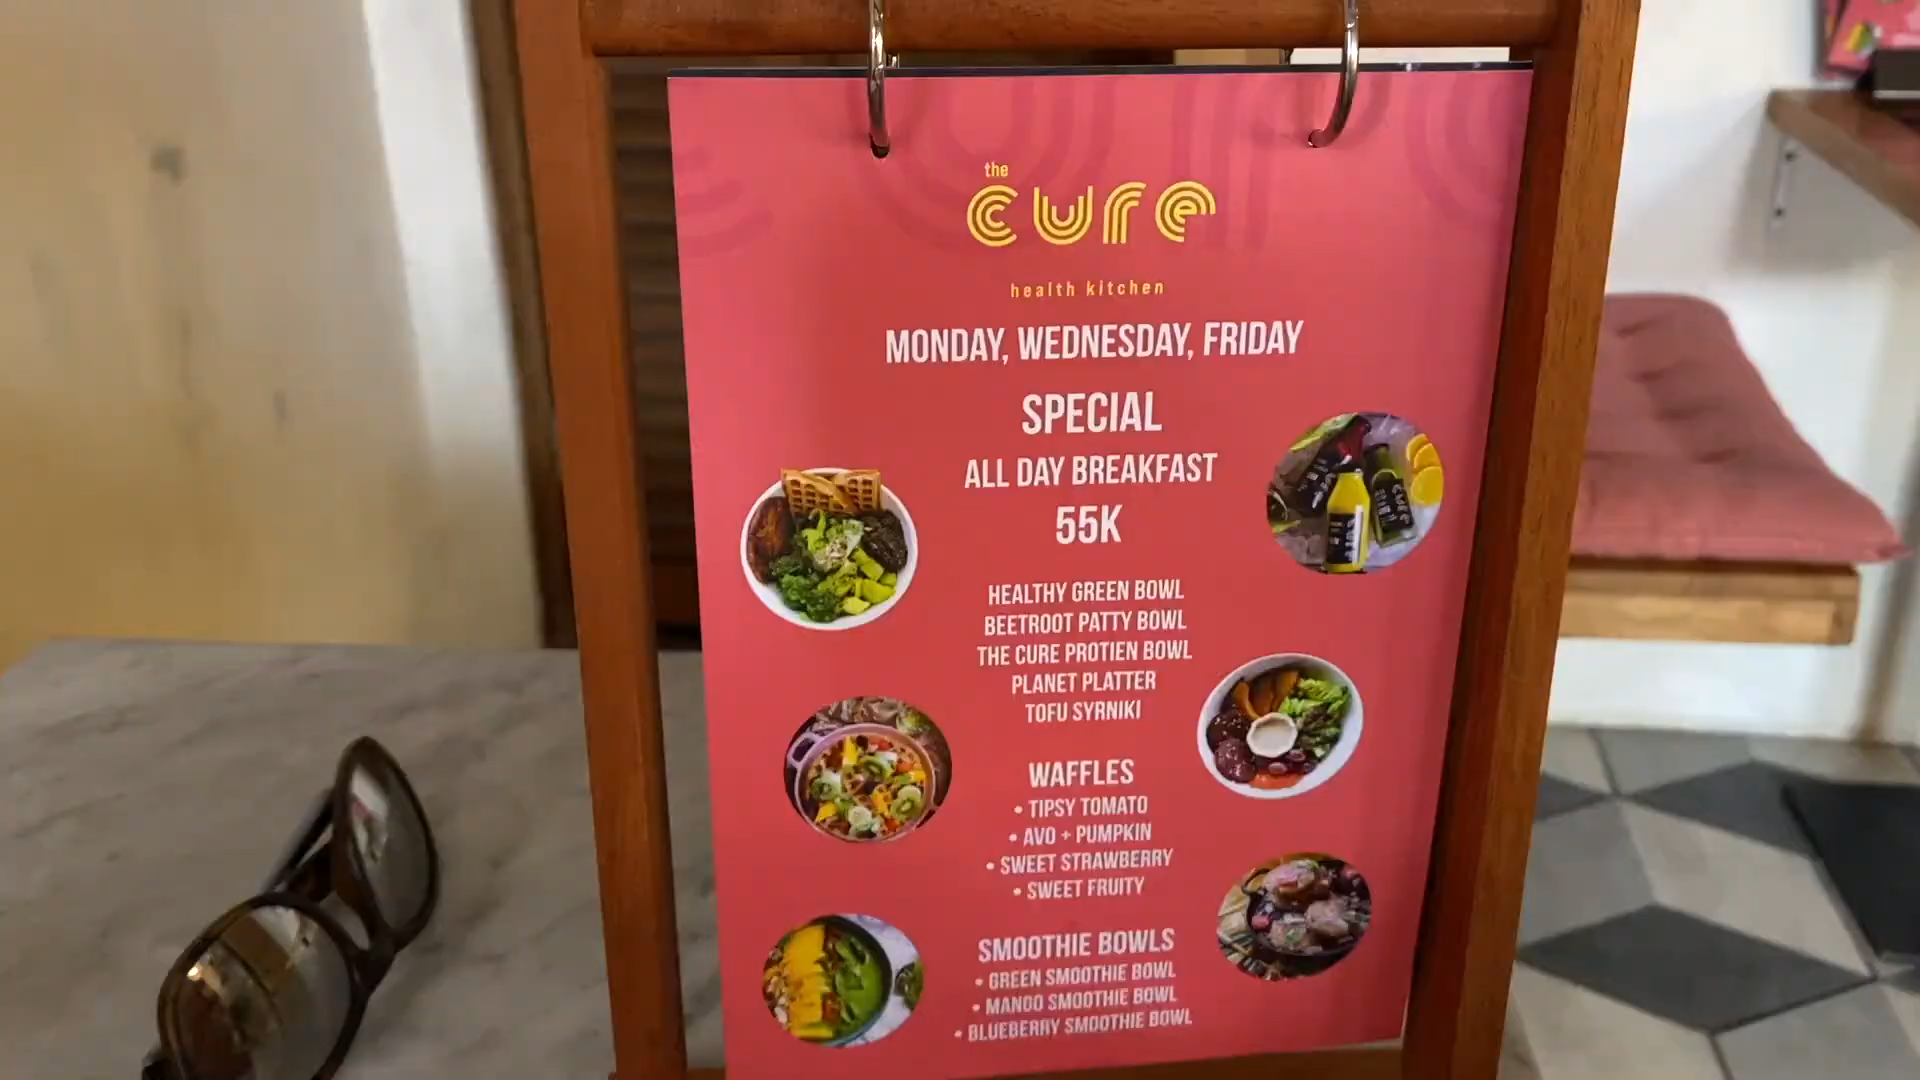 the
cure
health kitchen
MONDAY, WEDNESDAY, FRIDAY
SPECIAL
ALL DAY BREAKFAST
55K
HEALTHY GREEN BOWL
BEETROOT PATTY BOWL
THE CURE PROTIEN BOWL
PLANET PLATTER
TOFU SYRNIKI
WAFFLES
• TIPSY TOMATO
• AVO + PUMPKIN
• SWEET STRAWBERRY
• SWEET FRUITY
SMOOTHIE BOWLS
• GREEN SMOOTHIE BOWL
• MANGO SMOOTHIE BOWL
• BLUEBERRY SMOOTHIE BOWL